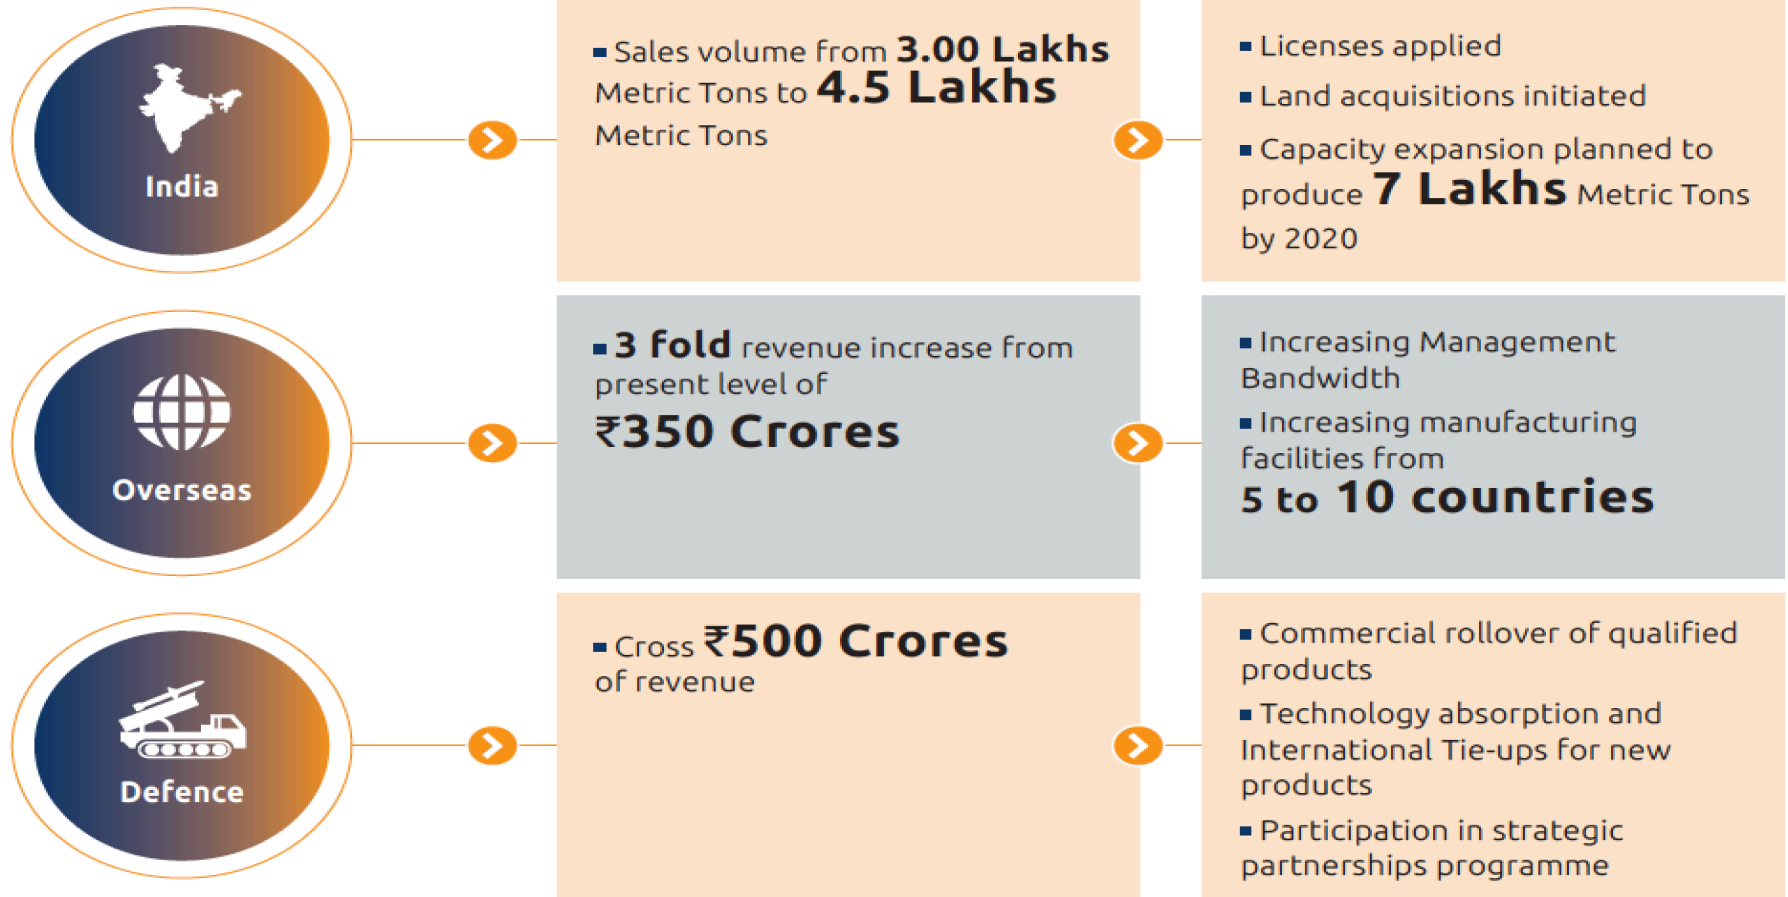 India
▪ Sales volume from 3.00 Lakhs
Metric Tons to 4.5 Lakhs
Metric Tons
▪ Licenses applied
▪ Land acquisitions initiated
▪ Capacity expansion planned to
produce 7 Lakhs Metric Tons
by 2020
Overseas
▪ 3 fold revenue increase from
present level of
₹350 Crores
▪ Increasing Management
Bandwidth
▪ Increasing manufacturing
facilities from
5 to 10 countries
Defence
▪ Cross ₹500 Crores
of revenue
▪ Commercial rollover of qualified
products
▪ Technology absorption and
International Tie-ups for new
products
▪ Participation in strategic
partnerships programme